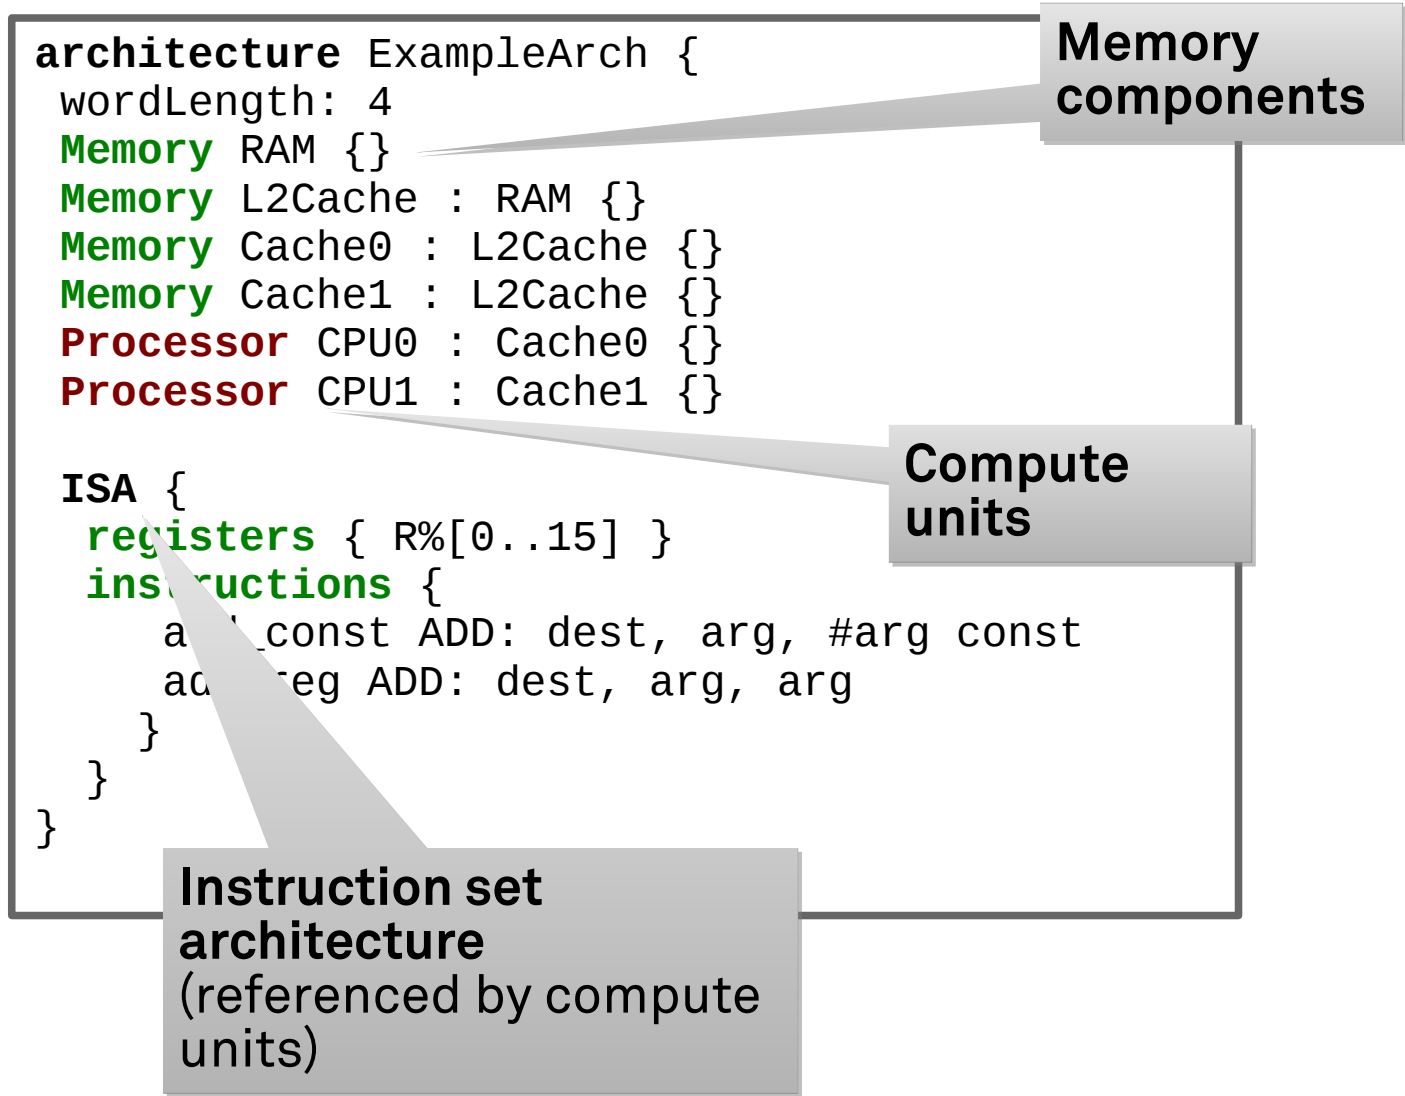 architecture ExampleArch {
wordLength: 4
Memory RAM {}
Memory L2Cache : RAM {}
Memory Cache0 : L2Cache {}
Memory Cache1 : L2Cache {}
Processor CPU0 : Cache0 {}
Processor CPU1 : Cache1 {}
ISA {
registers { R%[0..15] }
instructions {
add_const ADD: dest, arg, #arg const
add_reg ADD: dest, arg, arg
}
}
}
Memory
components
Compute
units
Instruction set
architecture
(referenced by compute
units)